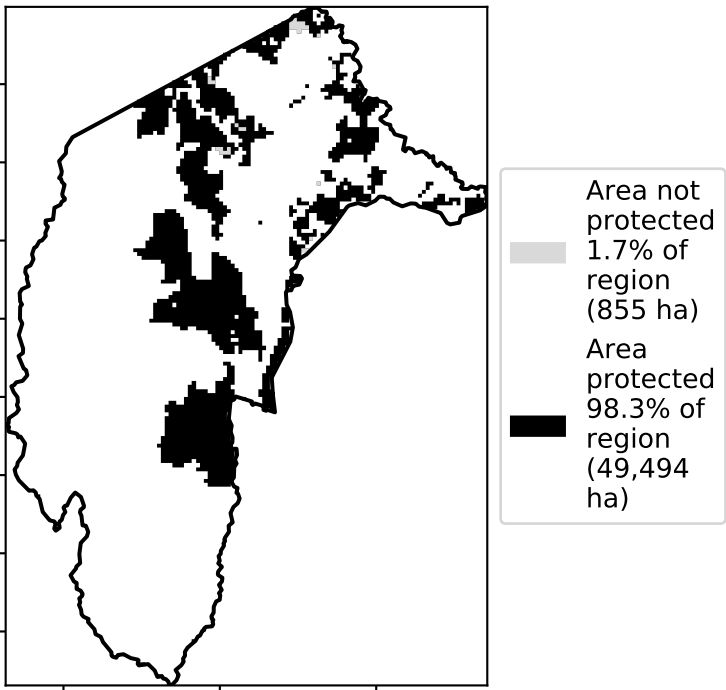 Area not
protected
1.7% of
region
(855 ha)
Area
protected
98.3% of
region
(49,494
ha)